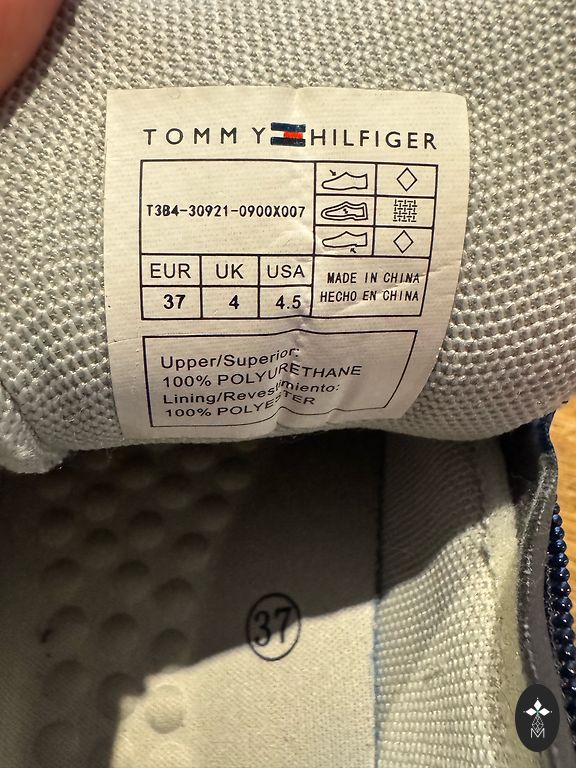 TOMMY HILFIGER
T3B4-30921-0900X007
EUR UK USA
37 4 4.5
MADE IN CHINA
HECHO EN CHINA
Upper/Superior:
100% POLYURETHANE
Lining/Revestimiento:
100% POLYESTER
37
M